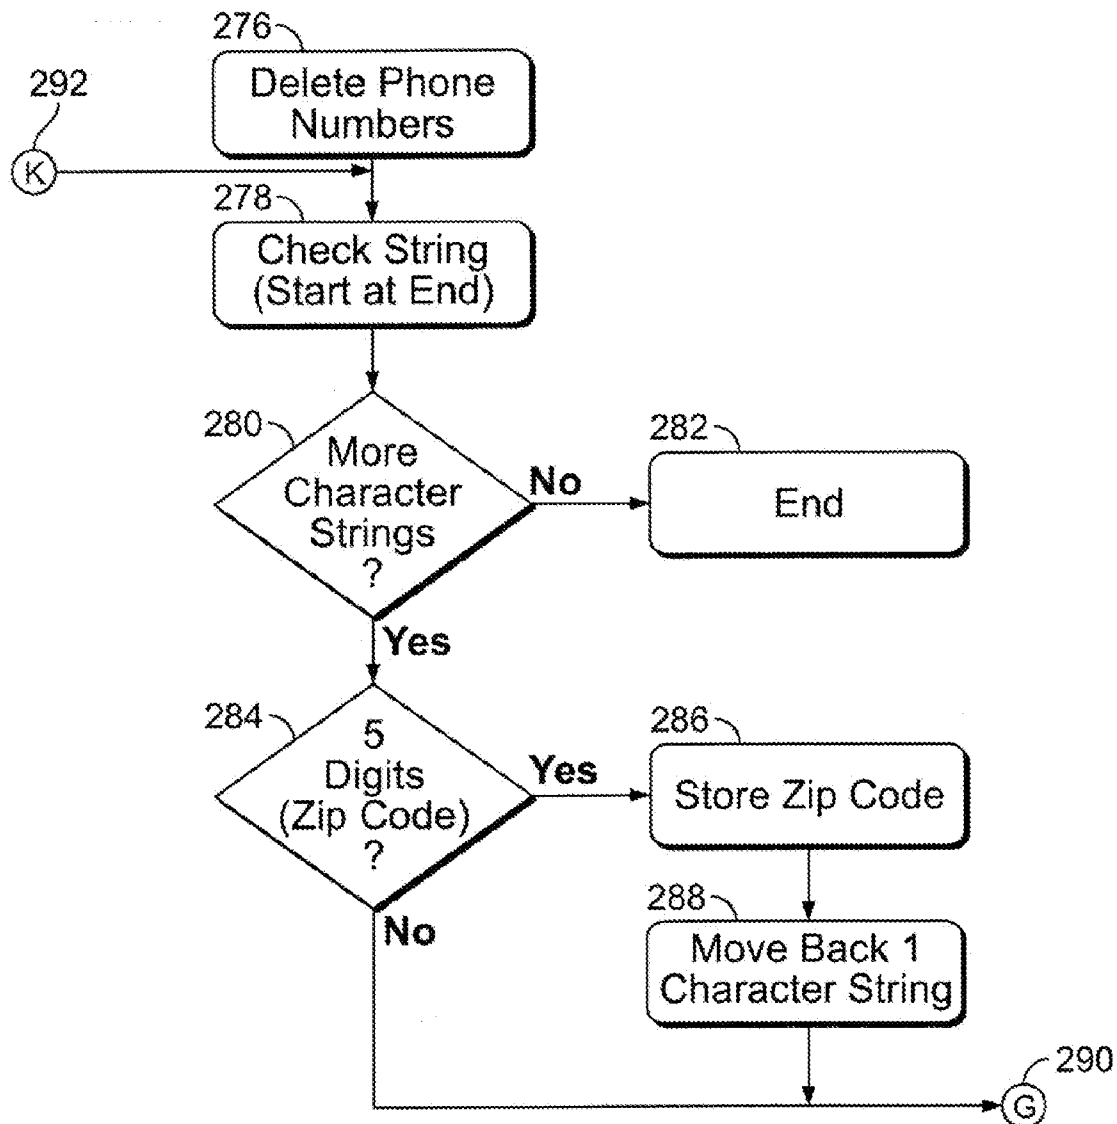 276
Delete Phone
Numbers
292
K
278
Check String
(Start at End)
280
More
Character
Strings
?
No
282
End
Yes
284
5
Digits
(Zip Code)
?
Yes
286
Store Zip Code
No
288
Move Back 1
Character String
290
G